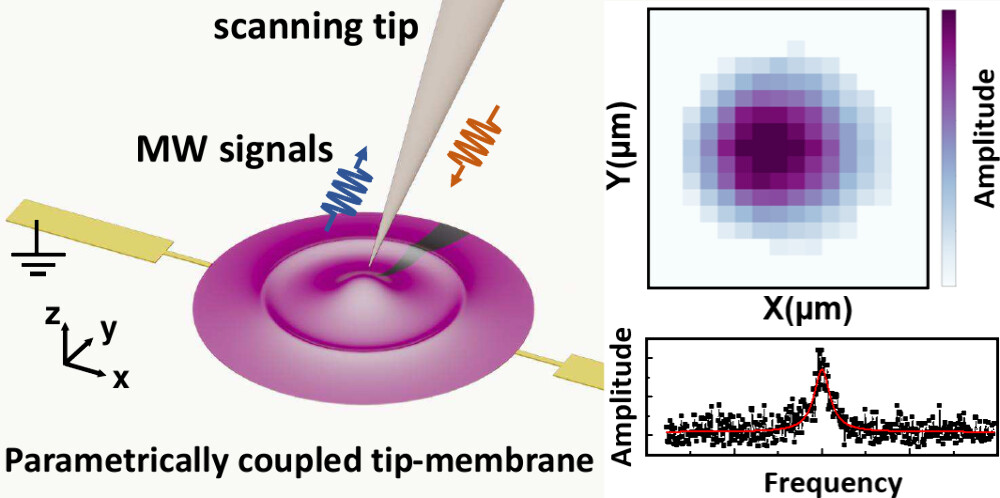 scanning tip
MW signals
z
y
x
Parametrically coupled tip-membrane
Y(μm)
X(μm)
Amplitude
Amplitude
Frequency